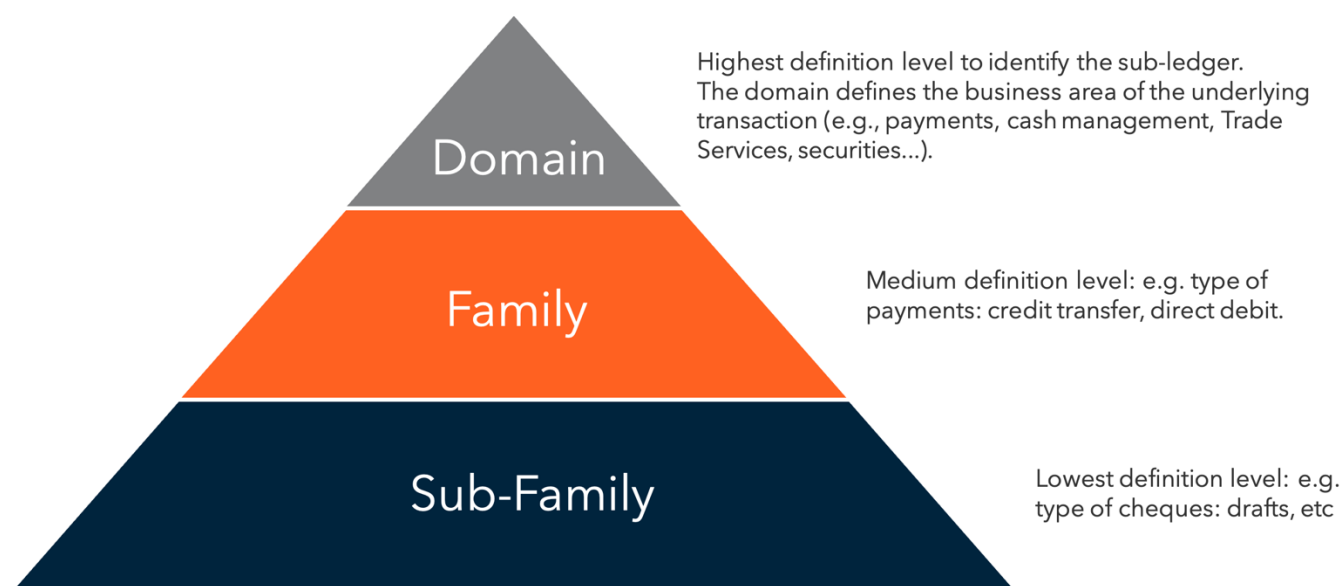 Highest definition level to identify the sub-ledger.
The domain defines the business area of the underlying
transaction (e.g., payments, cash management, Trade
Services, securities...).
Domain
Family
Medium definition level: e.g. type of
payments: credit transfer, direct debit.
Sub-Family
Lowest definition level: e.g.
type of cheques: drafts, etc